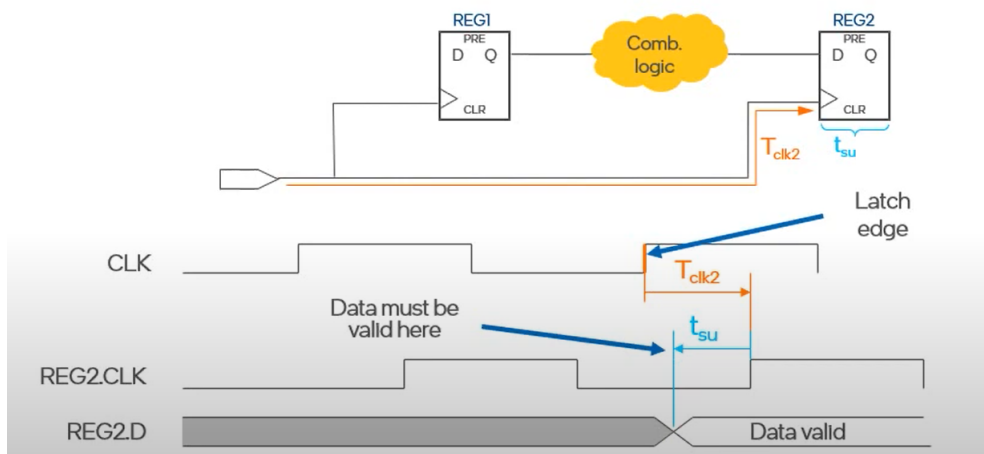 REG1
PRE
D Q
CLR
Comb.
logic
REG2
PRE
D Q
CLR
Tclk2
tsu
Latch
edge
CLK
Tclk2
Data must be
valid here
tsu
REG2.CLK
REG2.D
Data valid